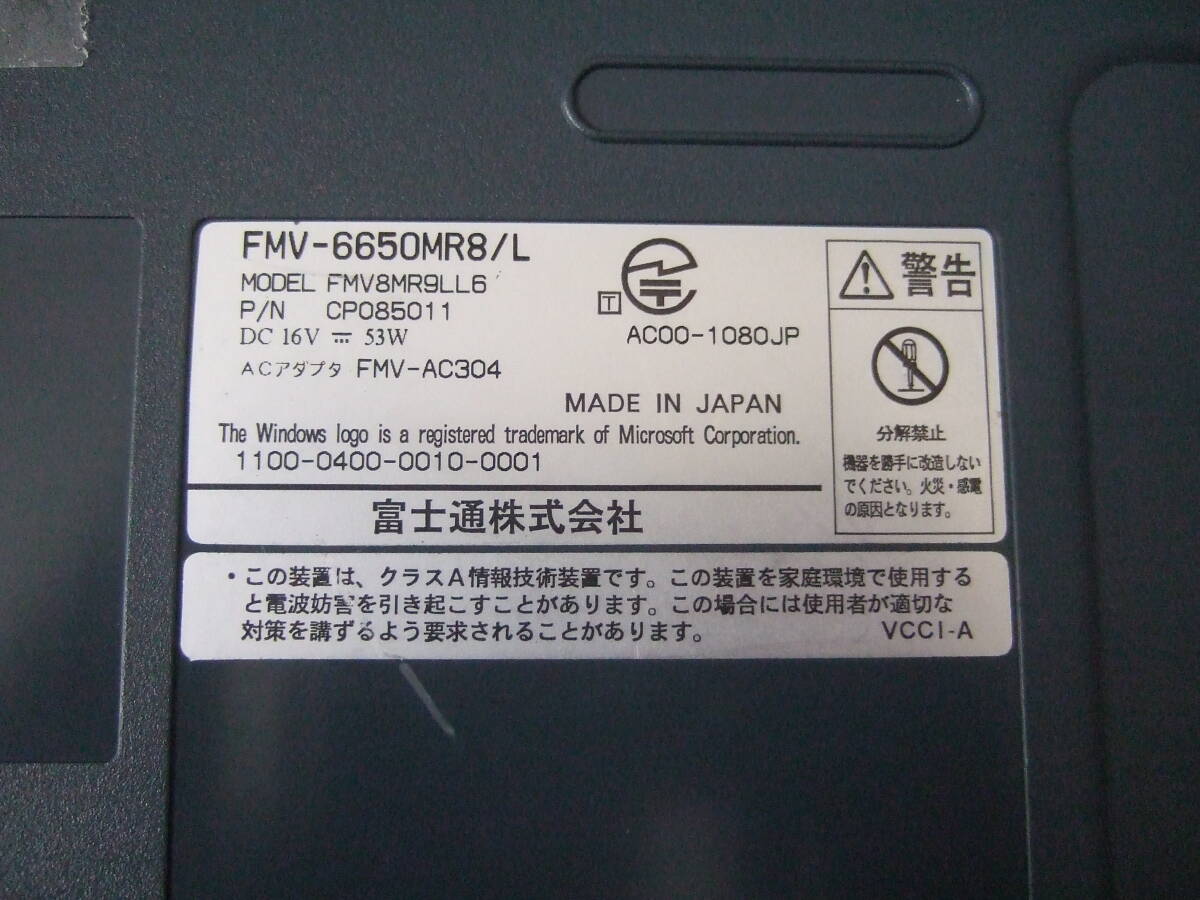 FMV-6650MR8/L
MODEL FMV8MR9LL6
P/N CP085011
DC 16V ⎓ 53W
ACアダプタ FMV-AC304
T
AC00-1080JP
MADE IN JAPAN
The Windows logo is a registered trademark of Microsoft Corporation.
1100-0400-0010-0001
富士通株式会社
警告
分解禁止
機器を勝手に改造しない
でください。火災・感電
の原因となります。
・この装置は、クラスA情報技術装置です。この装置を家庭環境で使用する
と電波妨害を引き起こすことがあります。この場合には使用者が適切な
対策を講ずるよう要求されることがあります。 VCCI-A